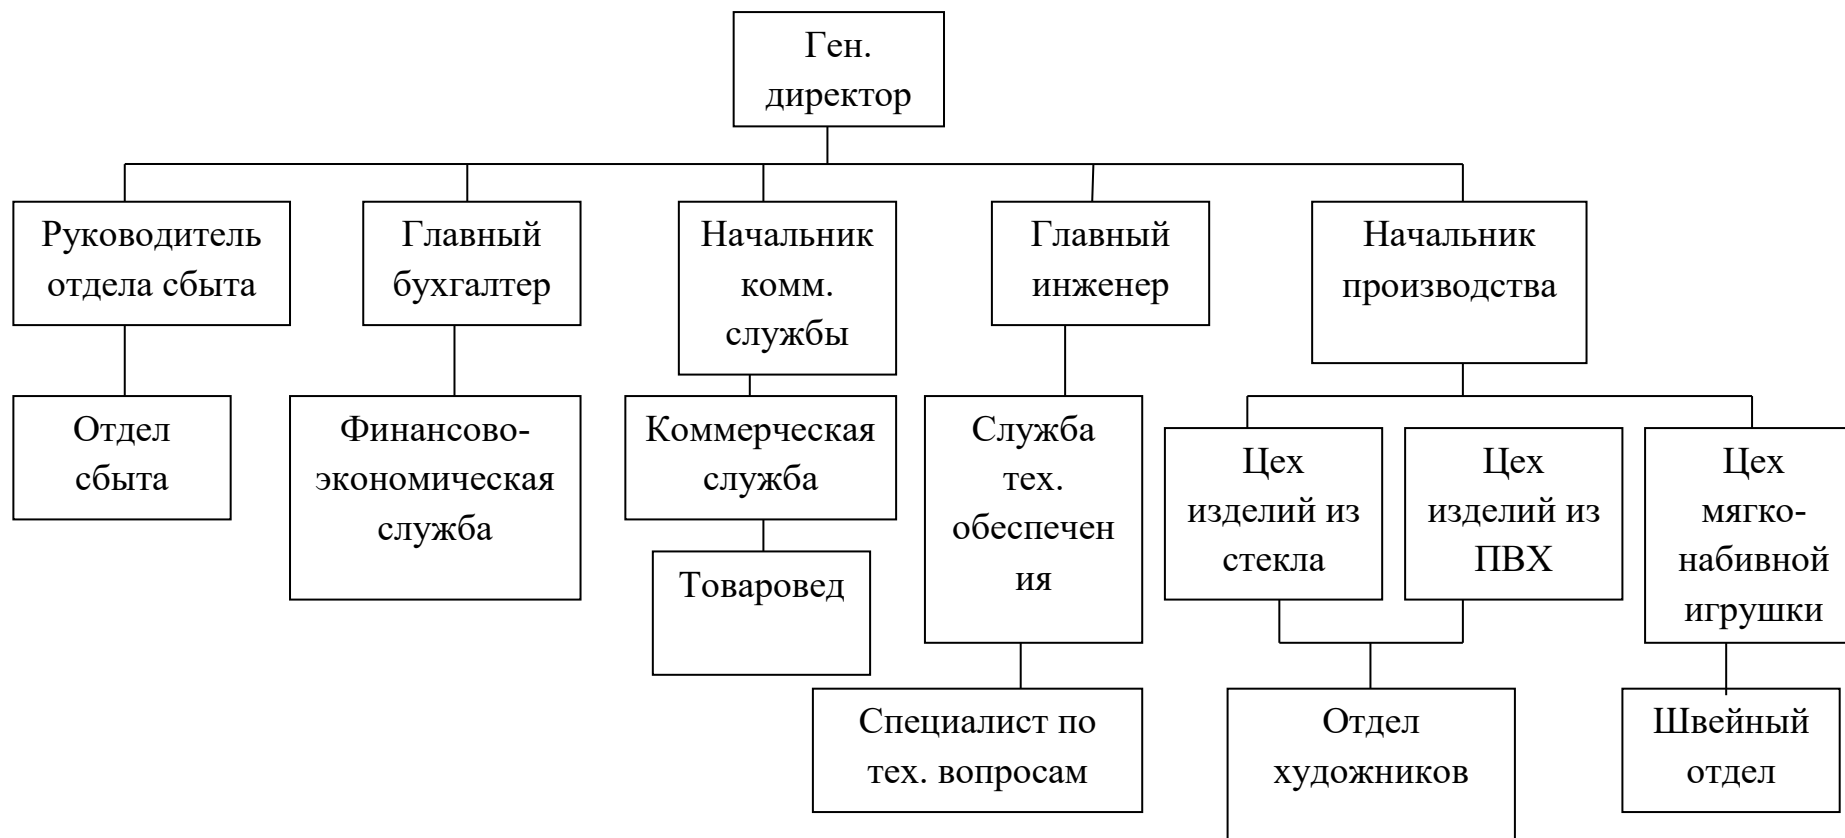 Ген.
директор
Руководитель
отдела сбыта
Главный
бухгалтер
Начальник
комм.
службы
Главный
инженер
Начальник
производства
Отдел
сбыта
Финансово-
экономическая
служба
Коммерческая
служба
Товаровед
Служба
тех.
обеспечен
ия
Цех
изделий из
стекла
Цех
изделий из
ПВХ
Цех
мягко-
набивной
игрушки
Специалист по
тех. вопросам
Отдел
художников
Швейный
отдел